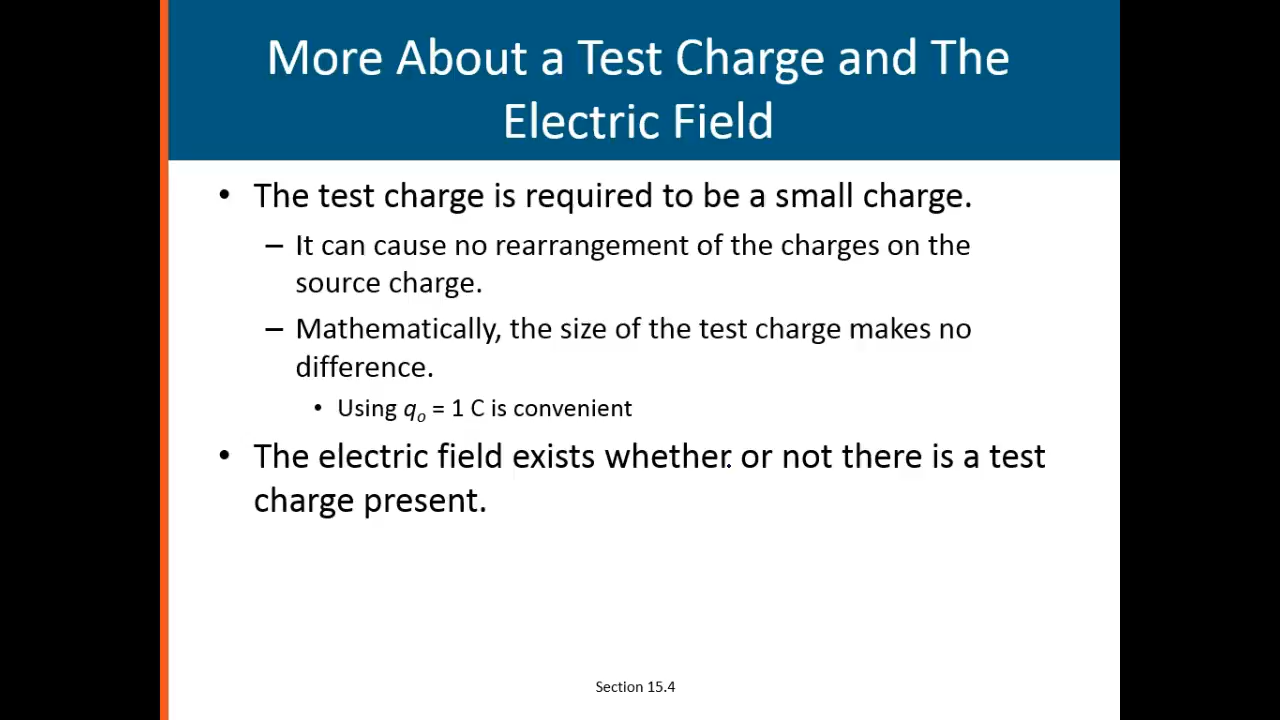 More About a Test Charge and The
Electric Field
• The test charge is required to be a small charge.
– It can cause no rearrangement of the charges on the
source charge.
– Mathematically, the size of the test charge makes no
difference.
• Using qₒ = 1 C is convenient
• The electric field exists whether or not there is a test
charge present.
Section 15.4